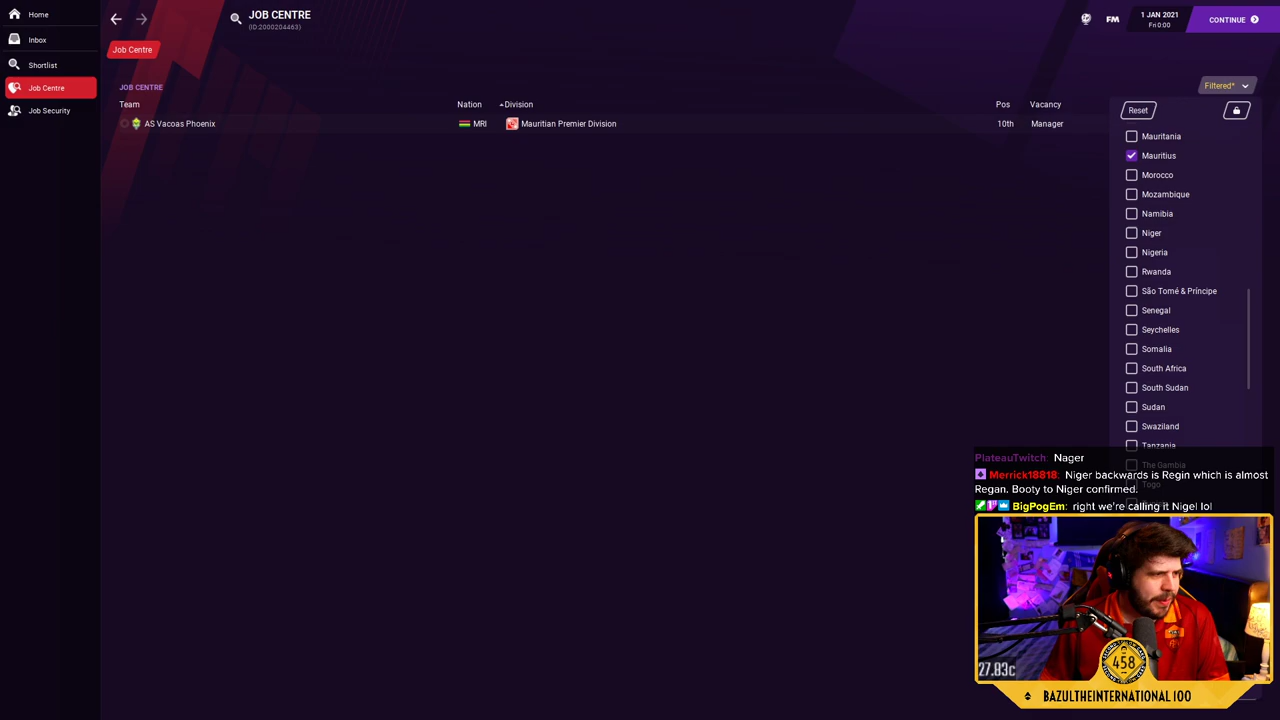 Home
Inbox
Shortlist
Job Centre
Job Security
JOB CENTRE
(ID:2000204463)
FM
1 JAN 2021
Fri 0:00
CONTINUE
Job Centre
JOB CENTRE
Filtered*
Team Nation Division Pos Vacancy
AS Vacoas Phoenix MRI Mauritian Premier Division 10th Manager
Reset
Mauritania
Mauritius
Morocco
Mozambique
Namibia
Niger
Nigeria
Rwanda
São Tomé & Príncipe
Senegal
Seychelles
Somalia
South Africa
South Sudan
Sudan
Swaziland
Tanzania
The Gambia
Togo
PlateauTwitch: Nager
Merrick18818: Niger backwards is Regin which is almost
Regan. Booty to Niger confirmed.
BigPogEm: right we're calling it Nigel lol
27.83c
458
BAZULTHEINTERNATIONAL 100